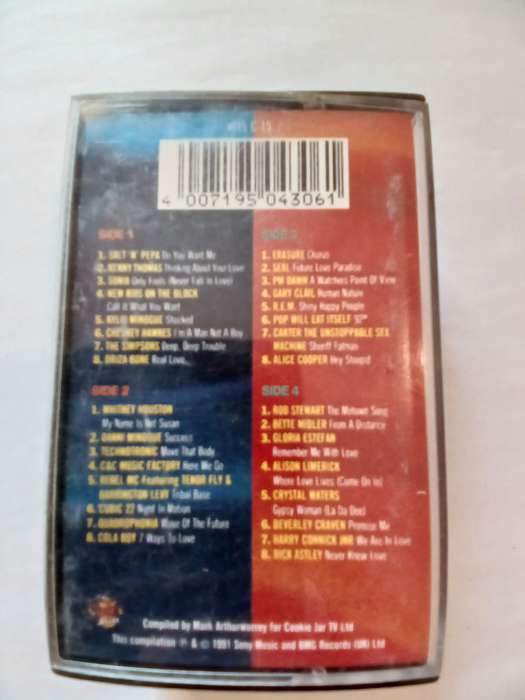 HITS C 15
4 007195 043061
SIDE 1
1. SALT 'N' PEPA Do You Want Me
2. KENNY THOMAS Thinking About Your Love
3. SONIA Only Fools (Never Fall in Love)
4. NEW KIDS ON THE BLOCK
Call It What You Want
5. KYLIE MINOGUE Shocked
6. CHESNEY HAWKES I'm A Man Not A Boy
7. THE SIMPSONS Deep, Deep Trouble
8. DRIZA-BONE Real Love
SIDE 2
1. WHITNEY HOUSTON
My Name Is Not Susan
2. DANNI MINOGUE Success
3. TECHNOTRONIC Move That Body
4. C&C MUSIC FACTORY Here We Go
5. REBEL MC Featuring TENOR FLY &
BARRINGTON LEVY Tribal Base
6. CUBIC 22 Night In Motion
7. QUADROPHONIA Wave Of The Future
8. COLA BOY 7 Ways To Love
SIDE 3
1. ERASURE Chorus
2. SEAL Future Love Paradise
3. PM DAWN A Watchers Point Of View
4. GARY CLAIL Human Nature
5. R.E.M. Shiny Happy People
6. POP WILL EAT ITSELF 92°
7. CARTER THE UNSTOPPABLE SEX
MACHINE Sheriff Fatman
8. ALICE COOPER Hey Stoopid
SIDE 4
1. ROD STEWART The Motown Song
2. BETTE MIDLER From A Distance
3. GLORIA ESTEFAN
Remember Me With Love
4. ALISON LIMERICK
Where Love Lives (Come On In)
5. CRYSTAL WATERS
Gypsy Woman (La Da Dee)
6. BEVERLEY CRAVEN Promise Me
7. HARRY CONNICK JNR We Are In Love
8. RICK ASTLEY Never Knew Love
Compiled by Mark Artharworrey for Cookie Jar TV Ltd
This compilation ℗ & © 1991 Sony Music and BMG Records (UK) Ltd